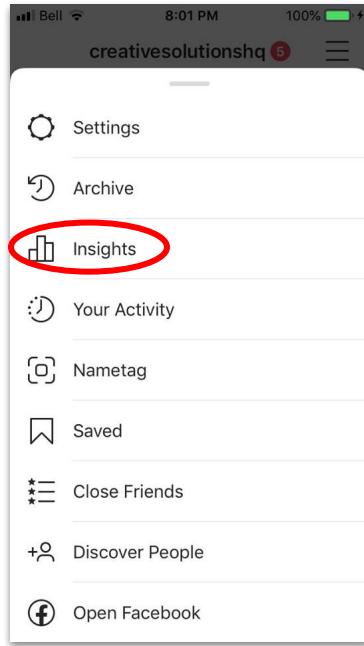 Bell 8:01 PM 100%
creativesolutionshq 5
Settings
Archive
Insights
Your Activity
Nametag
Saved
Close Friends
Discover People
Open Facebook